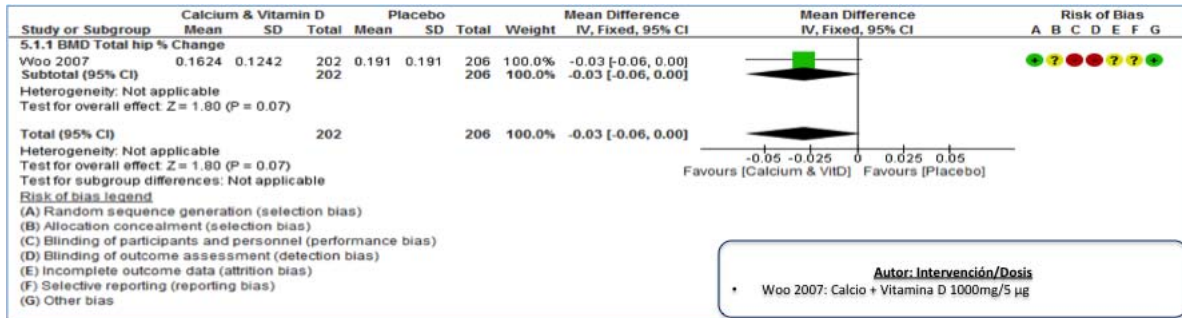 Calcium & Vitamin D Placebo Mean Difference Mean Difference Risk of Bias
Study or Subgroup Mean SD Total Mean SD Total Weight IV, Fixed, 95% CI IV, Fixed, 95% CI A B C D E F G
5.1.1 BMD Total hip % Change
Woo 2007 0.1624 0.1242 202 0.191 0.191 206 100.0% -0.03 [-0.06, 0.00] + ? - - ? ? +
Subtotal (95% CI) 202 206 100.0% -0.03 [-0.06, 0.00]
Heterogeneity: Not applicable
Test for overall effect: Z = 1.80 (P = 0.07)
Total (95% CI) 202 206 100.0% -0.03 [-0.06, 0.00]
Heterogeneity: Not applicable
Test for overall effect: Z = 1.80 (P = 0.07)
Test for subgroup differences: Not applicable
-0.05 -0.025 0 0.025 0.05
Favours [Calcium & VitD] Favours [Placebo]
Risk of bias legend
(A) Random sequence generation (selection bias)
(B) Allocation concealment (selection bias)
(C) Blinding of participants and personnel (performance bias)
(D) Blinding of outcome assessment (detection bias)
(E) Incomplete outcome data (attrition bias)
(F) Selective reporting (reporting bias)
(G) Other bias
Autor: Intervención/Dosis
• Woo 2007: Calcio + Vitamina D 1000mg/5 µg